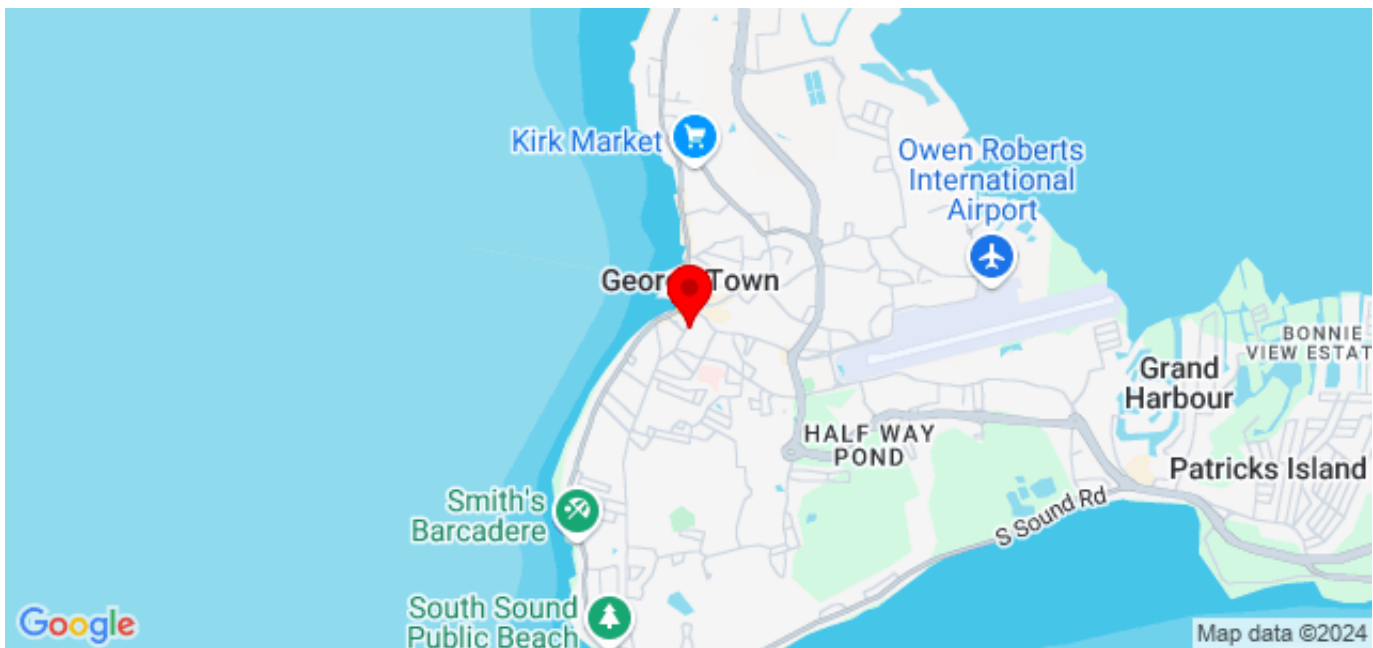 Kirk Market
Owen Roberts
International
Airport
Geor Town
BONNIE
VIEW ESTAT
Grand
Harbour
HALF WAY
POND
Patricks Island
Smith's
Barcadere
S Sound Rd
South Sound
Public Beach
Google
Map data ©2024